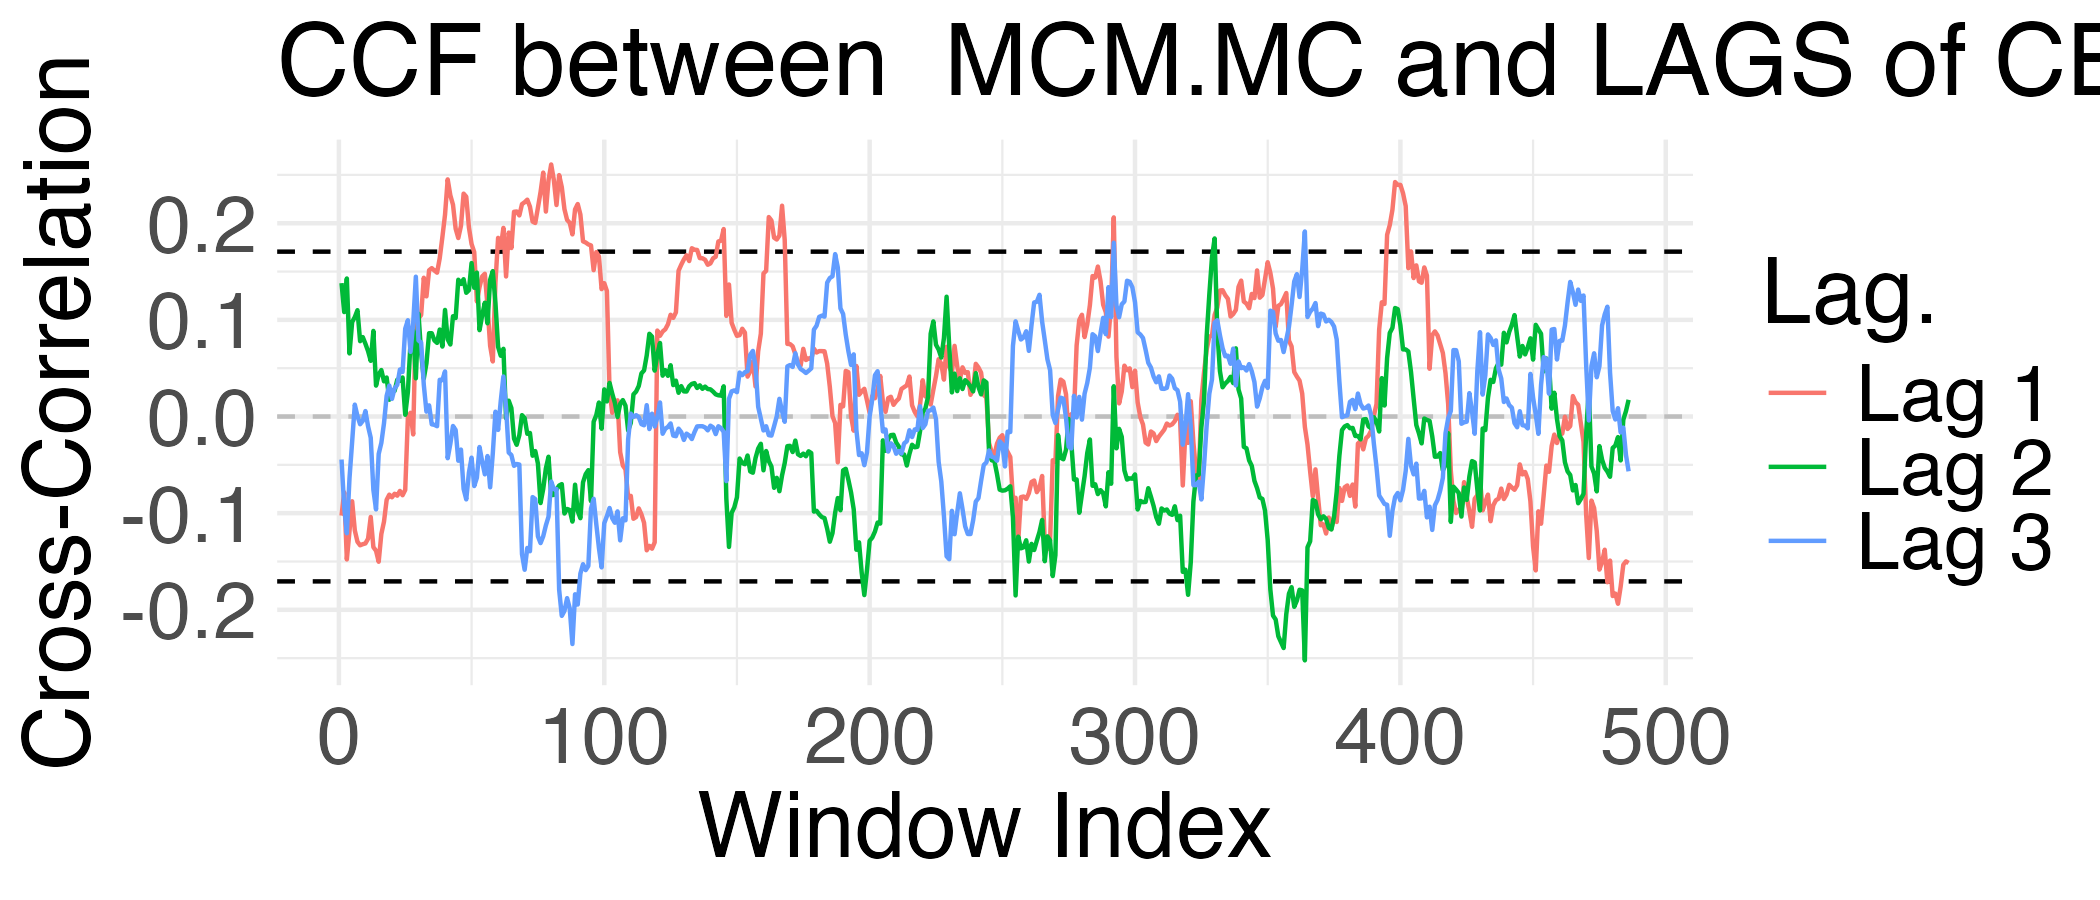 CCF between  MCM.MC and LAGS of
Cross-Correlation
0.2
0.1
0.0
-0.1
-0.2
0 100 200 300 400 500
Window Index
Lag.
Lag 1
Lag 2
Lag 3